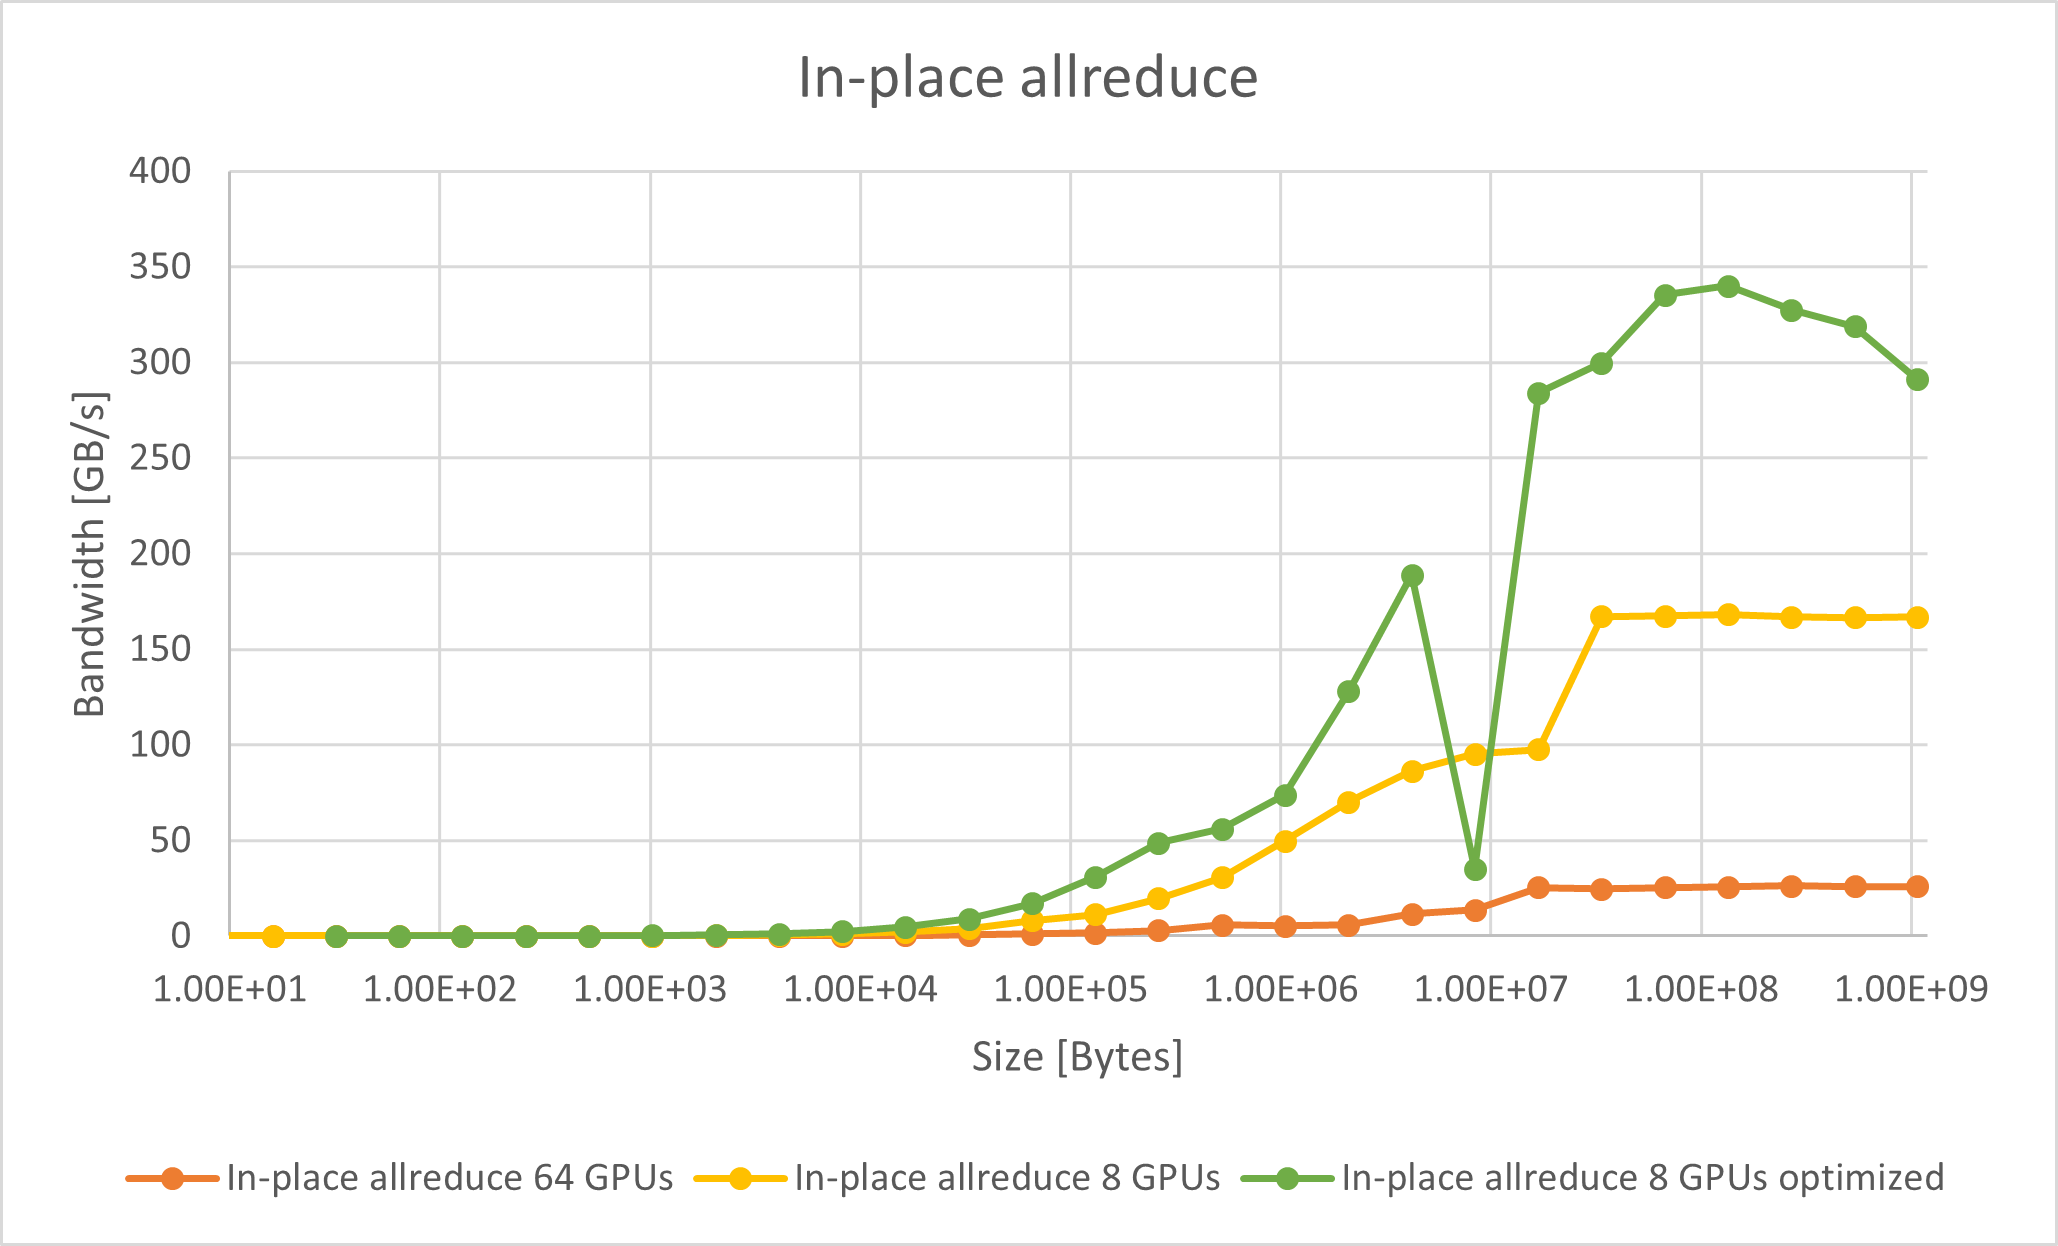 In-place allreduce
400
350
300
250
200
150
100
50
0
Bandwidth [GB/s]
1.00E+01 1.00E+02 1.00E+03 1.00E+04 1.00E+05 1.00E+06 1.00E+07 1.00E+08 1.00E+09
Size [Bytes]
In-place allreduce 64 GPUs In-place allreduce 8 GPUs In-place allreduce 8 GPUs optimized